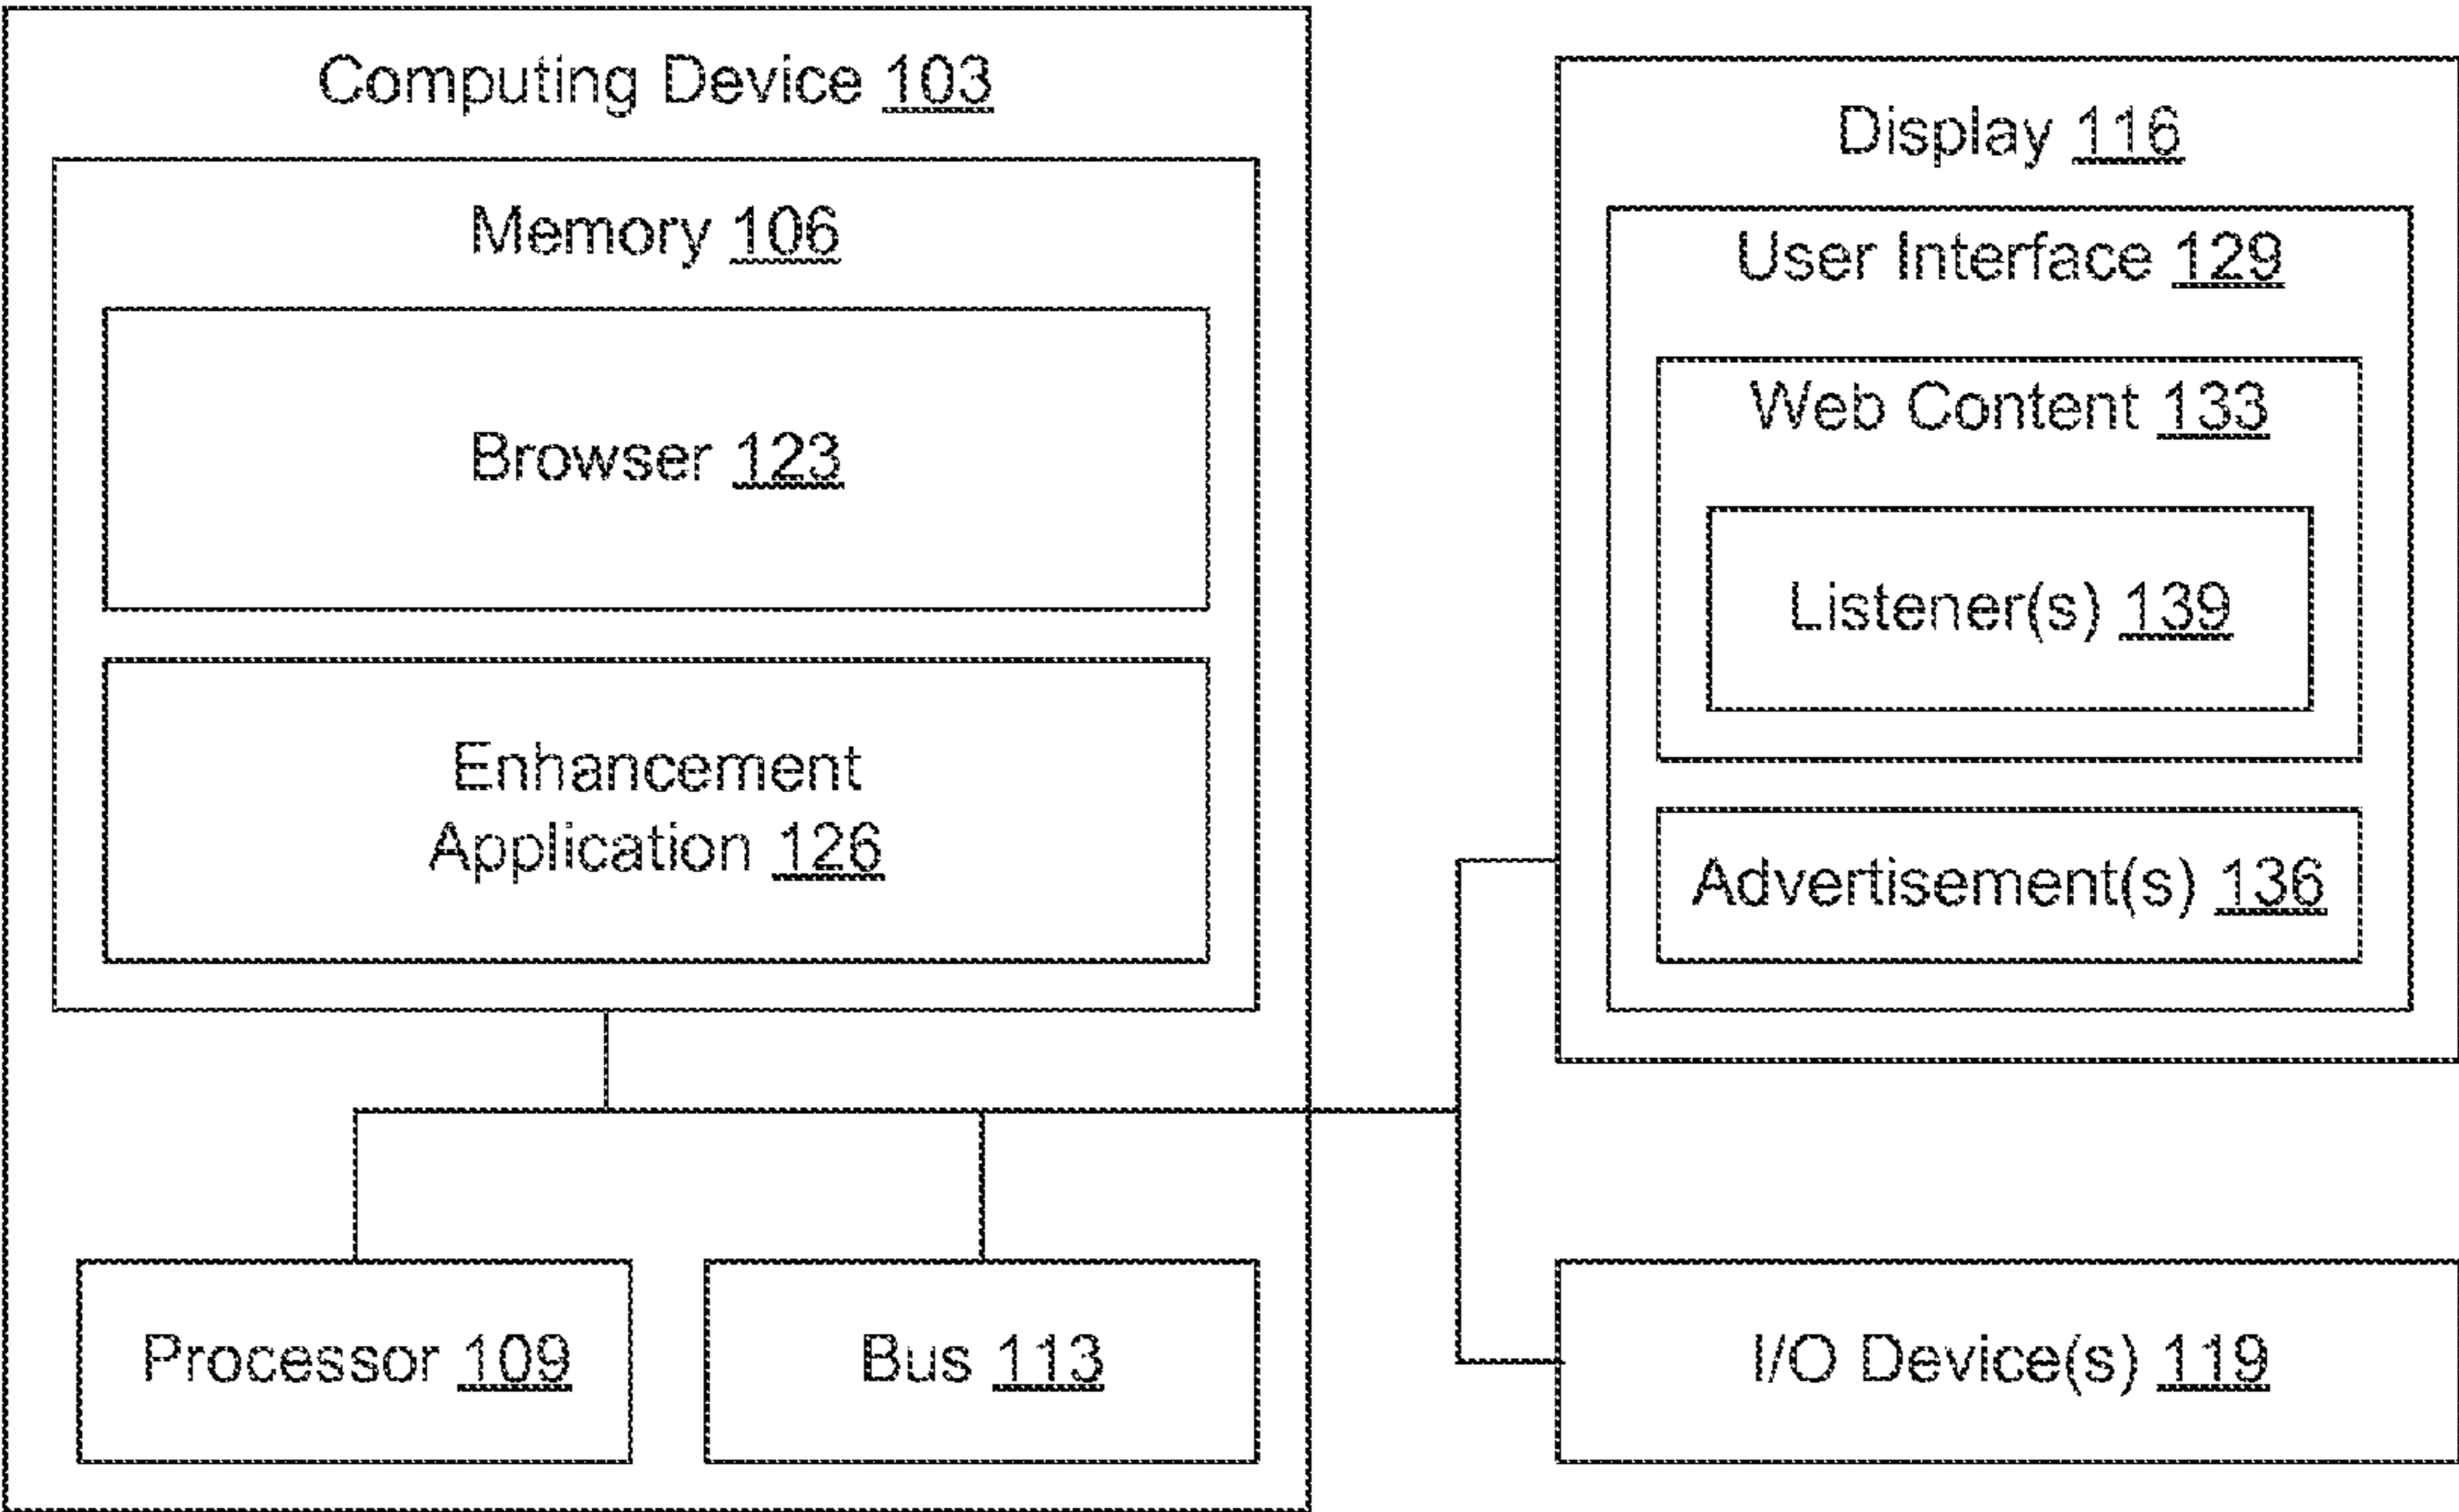 Computing Device 103
Memory 106
Browser 123
Enhancement
Application 126
Processor 109
Bus 113
Display 116
User Interface 129
Web Content 133
Listener(s) 139
Advertisement(s) 136
I/O Device(s) 119